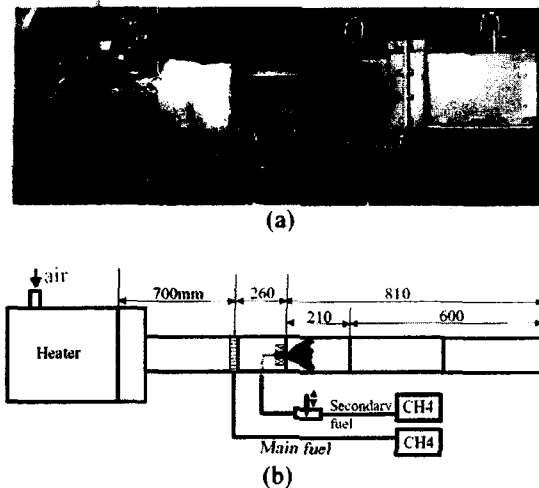 (a)
air
700mm 260 810
210 600
Heater
Secondary CH4
fuel
Main fuel CH4
(b)